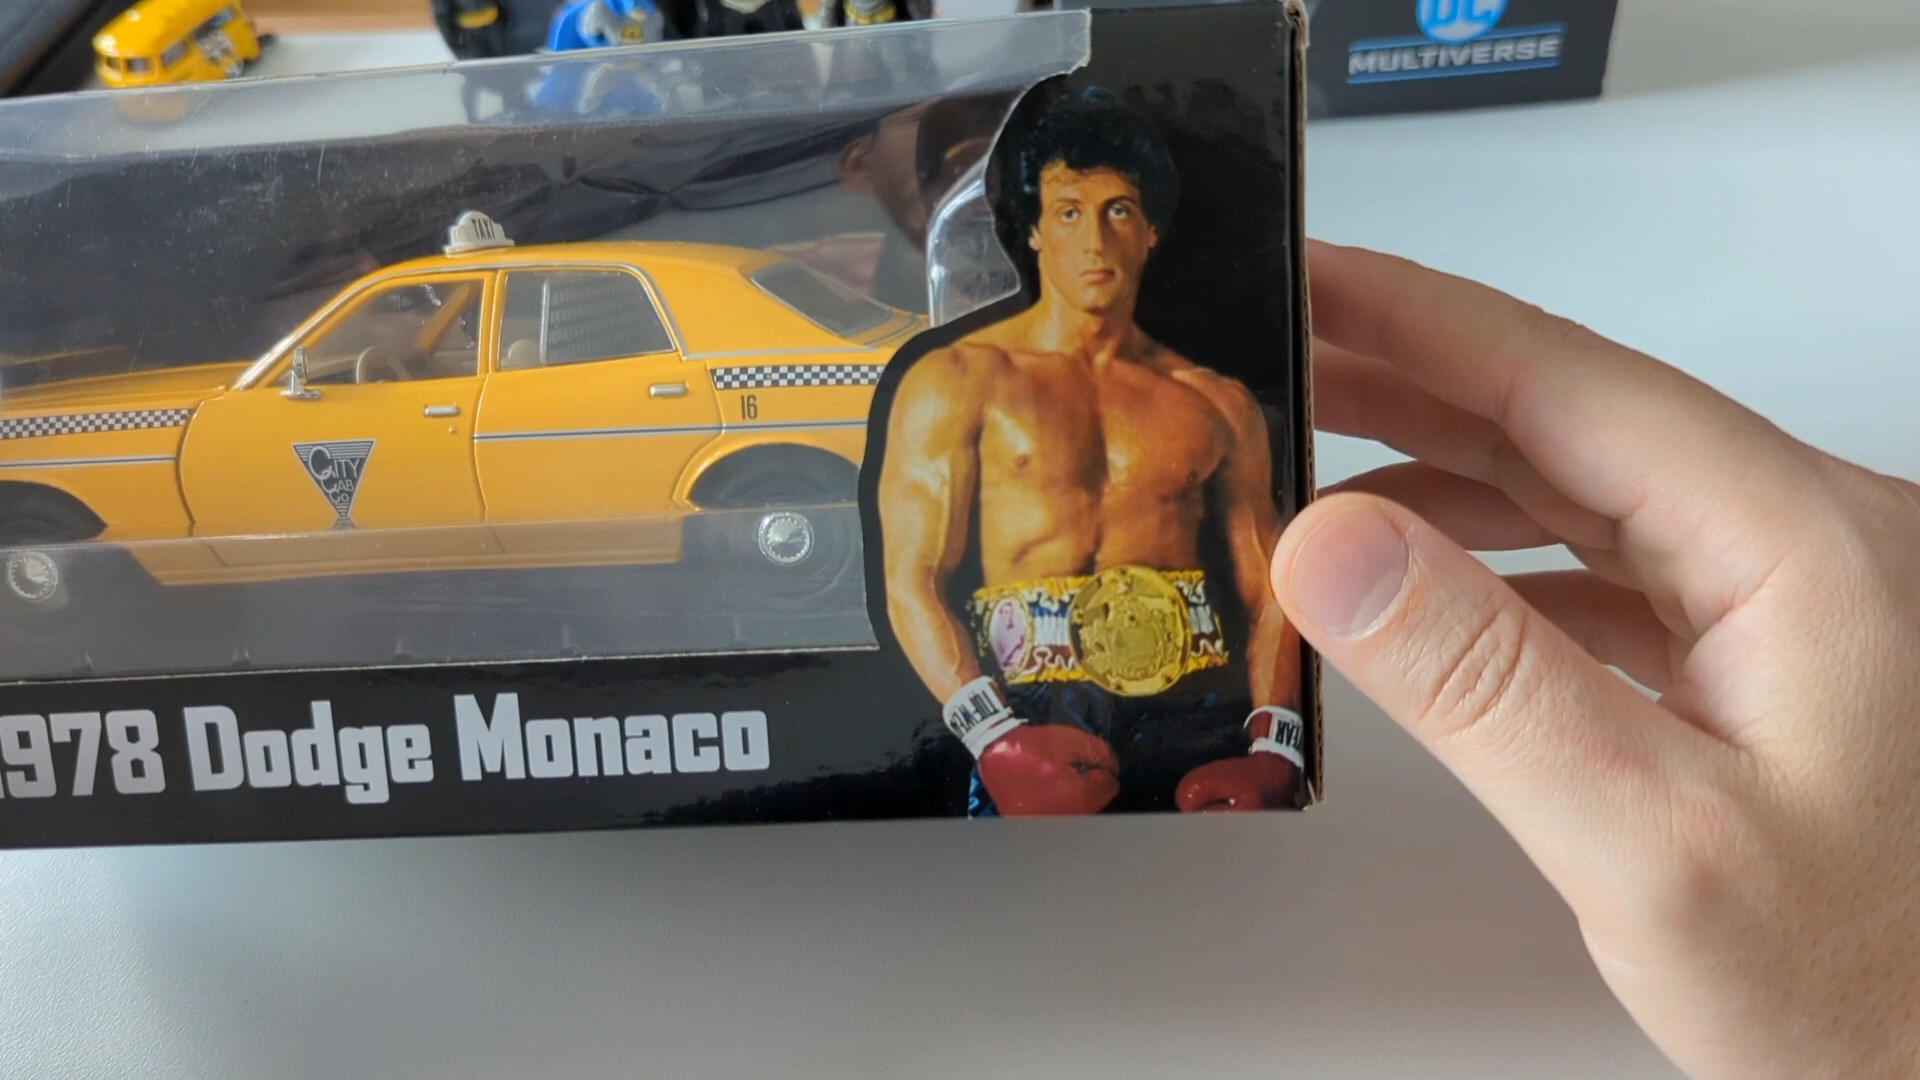 DC
MULTIVERSE
TAXI
16
CITY
CAB
Co
1978 Dodge Monaco